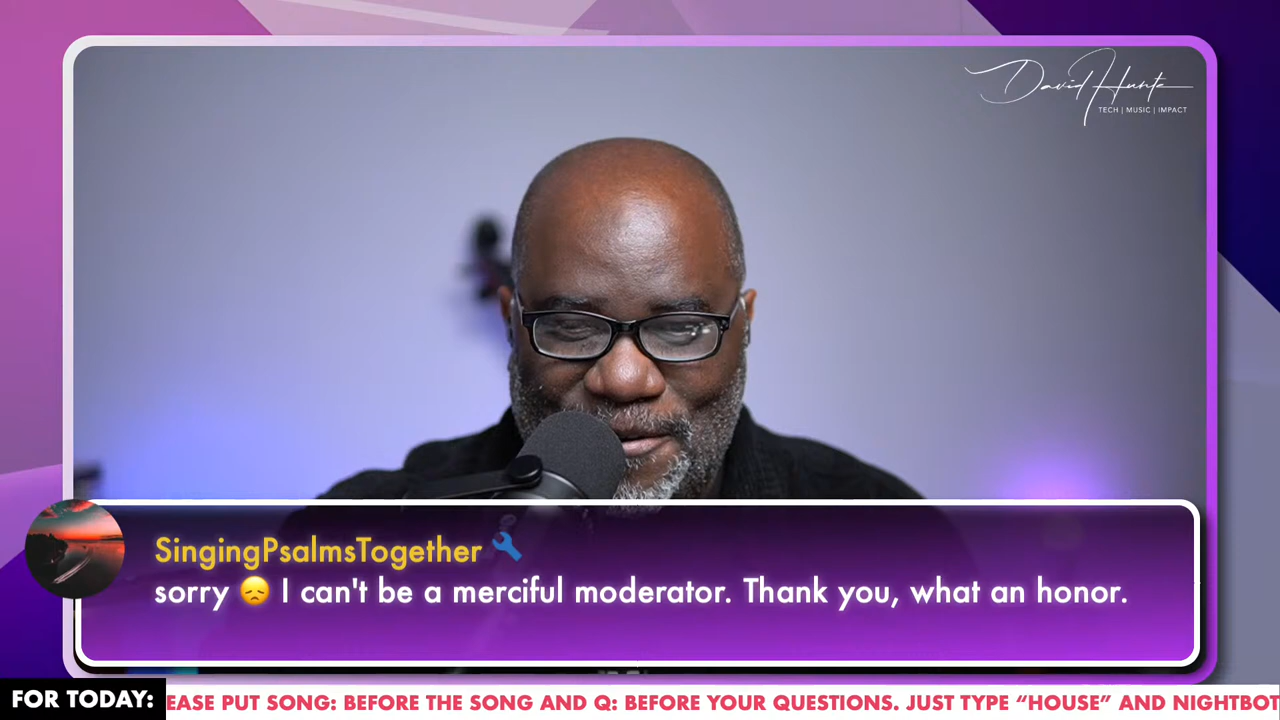 David Hunte
TECH | MUSIC | IMPACT
SingingPsalmsTogether
sorry 😞 I can't be a merciful moderator. Thank you, what an honor.
FOR TODAY:
EASE PUT SONG: BEFORE THE SONG AND Q: BEFORE YOUR QUESTIONS. JUST TYPE “HOUSE” AND NIGHTBOT